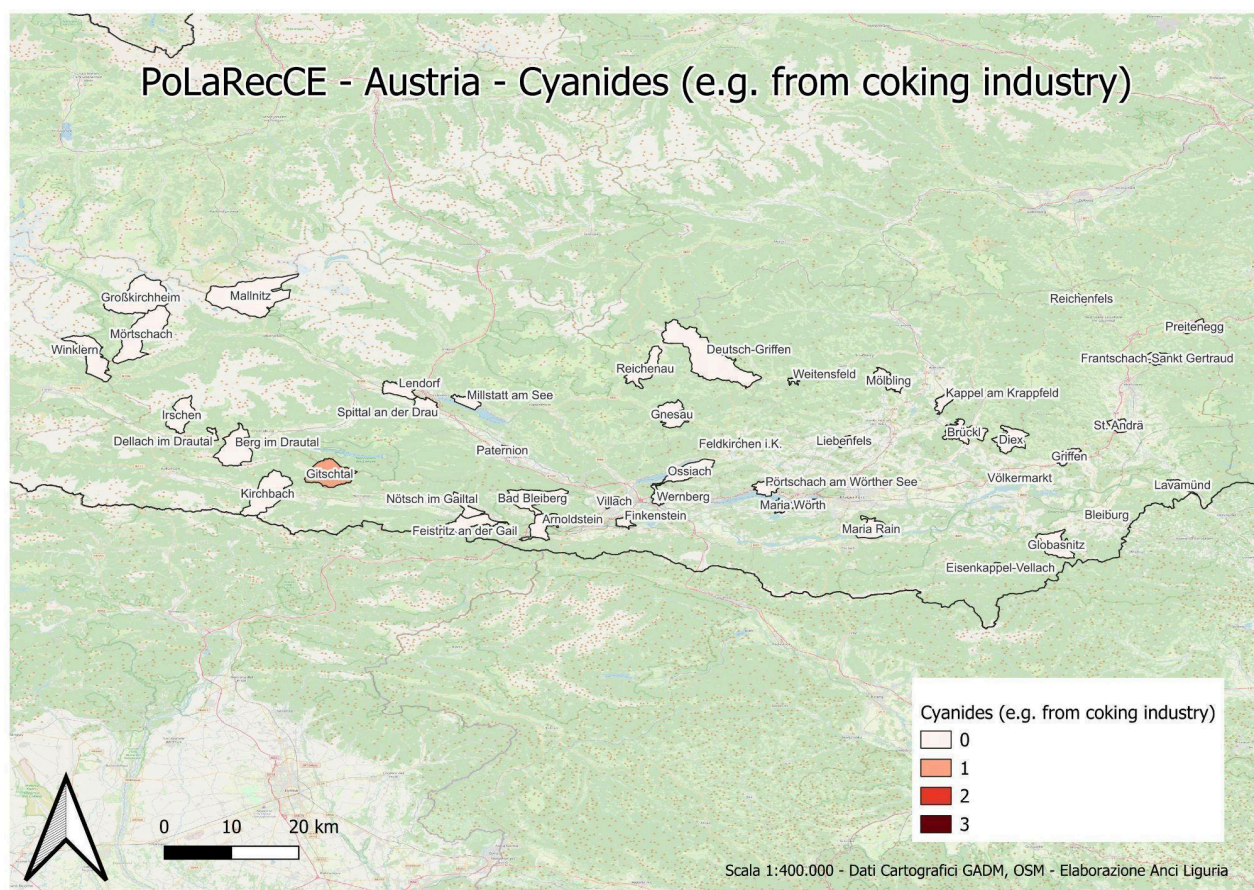 PoLaRecCE - Austria - Cyanides (e.g. from coking industry)
Großkirchheim
Mallnitz
Reichenfels
Mörtschach
Preitenegg
Winklern
Deutsch-Griffen
Frantschach-Sankt Gertraud
Reichenau
Weitensfeld
Mölbling
Lendorf
Millstatt am See
Kappel am Krappfeld
Irschen
Spittal an der Drau
Gnesau
St. Andrä
Dellach im Drautal
Berg im Drautal
Feldkirchen i.K.
Liebenfels
Brückl
Diex
Paternion
Griffen
Gitschtal
Ossiach
Völkermarkt
Kirchbach
Pörtschach am Wörther See
Lavamünd
Nötsch im Gailtal
Bad Bleiberg
Villach
Wernberg
Maria Wörth
Arnoldstein
Finkenstein
Bleiburg
Feistritz an der Gail
Maria Rain
Globasnitz
Eisenkappel-Vellach
Cyanides (e.g. from coking industry)
0
1
2
3
0 10 20 km
Scala 1:400.000 - Dati Cartografici GADM, OSM - Elaborazione Anci Liguria